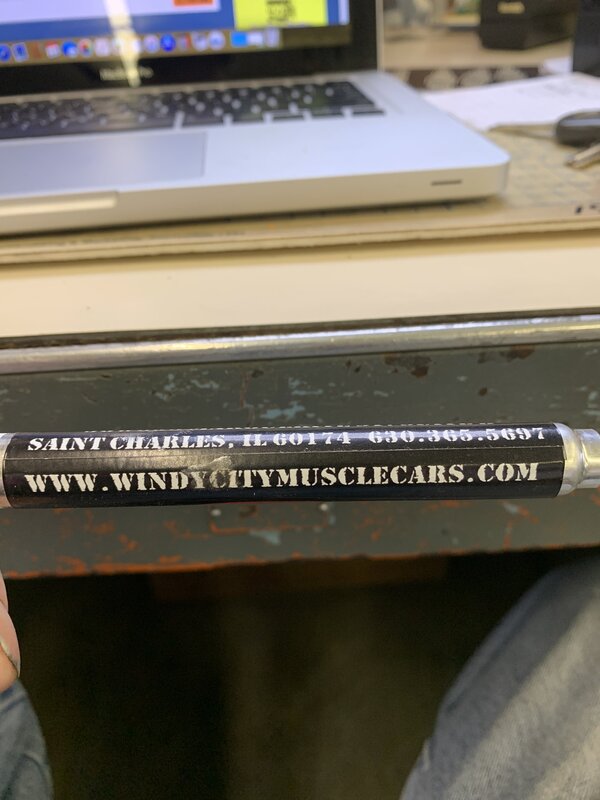 SAINT CHARLES, IL 60174 630.365.5697
WWW.WINDYCITYMUSCLECARS.COM